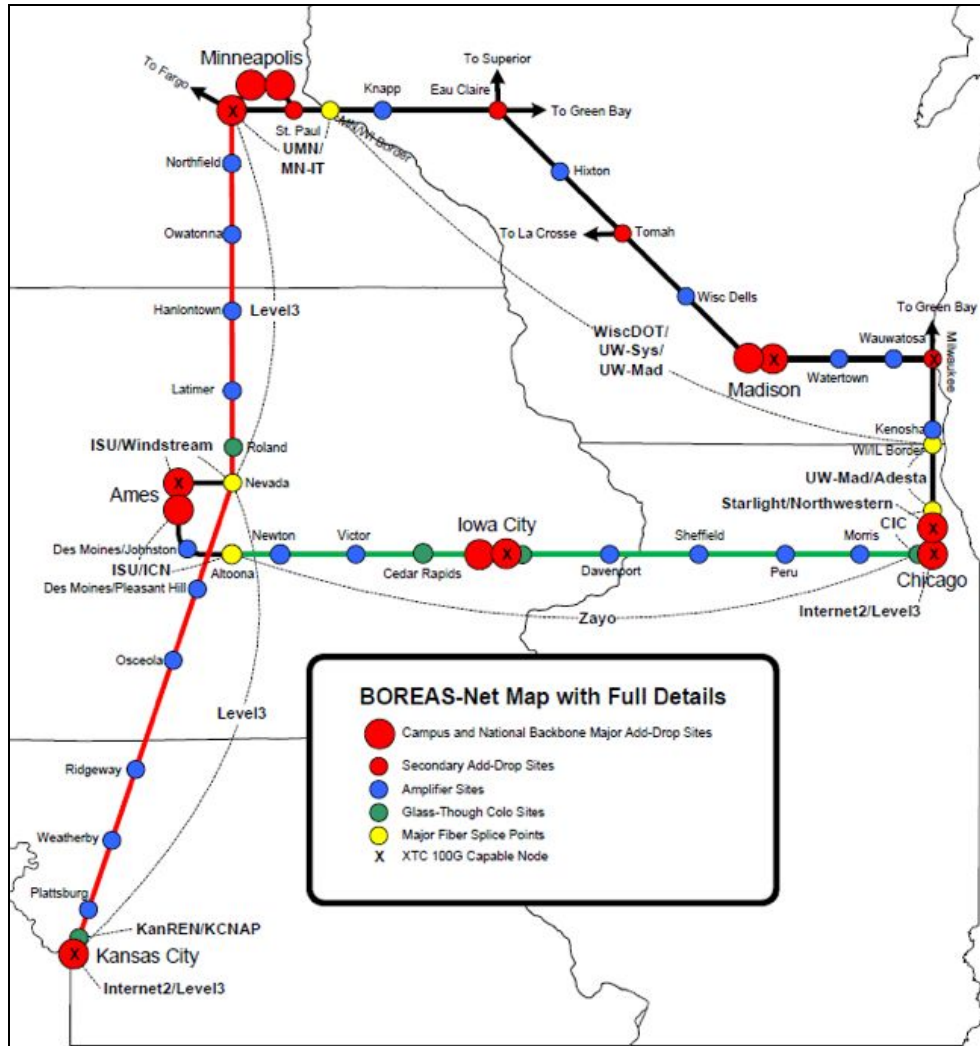 Minneapolis
To Fargo
To Superior
Knapp
Eau Claire
To Green Bay
St. Paul
MN/WI Border
UMN/
MN-IT
Northfield
Hixton
Owatonna
To La Crosse
Tomah
Hanlontown
Level3
Wisc Dells
To Green Bay
WiscDOT/
UW-Sys/
UW-Mad
Wauwatosa
Milwaukee
Madison
Watertown
Latimer
Kenosha
WI/IL Border
ISU/Windstream
Roland
X
Nevada
Ames
UW-Mad/Adesta
Starlight/Northwestern
CIC
Iowa City
Des Moines/Johnston
Newton
Victor
Sheffield
Morris
ISU/ICN
Altoona
Cedar Rapids
Davenport
Peru
Chicago
Des Moines/Pleasant Hill
Internet2/Level3
Zayo
Osceola
Level3
BOREAS-Net Map with Full Details
Campus and National Backbone Major Add-Drop Sites
Secondary Add-Drop Sites
Amplifier Sites
Glass-Though Colo Sites
Major Fiber Splice Points
X XTC 100G Capable Node
Ridgeway
Weatherby
Plattsburg
KanREN/KCNAP
Kansas City
Internet2/Level3